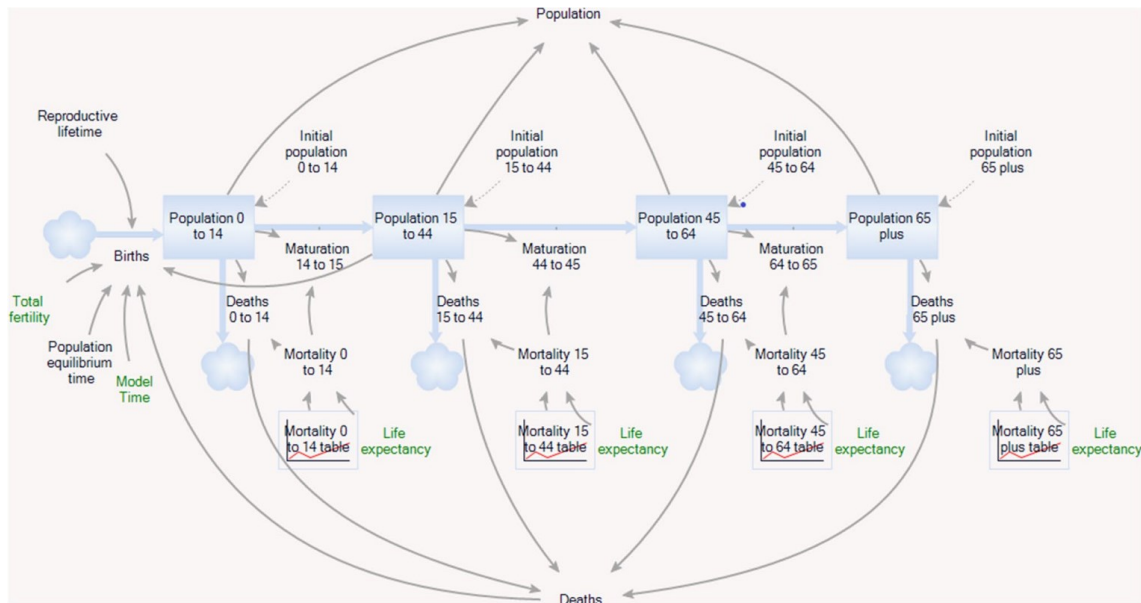 Population
Reproductive
lifetime
Initial
population
0 to 14
Initial
population
15 to 44
Initial
population
45 to 64
Initial
population
65 plus
Population 0
to 14
Population 15
to 44
Population 45
to 64
Population 65
plus
Births
Maturation
14 to 15
Maturation
44 to 45
Maturation
64 to 65
Total
fertility
Deaths
0 to 14
Deaths
15 to 44
Deaths
45 to 64
Deaths
65 plus
Population
equilibrium
time
Model
Time
Mortality 0
to 14
Mortality 15
to 44
Mortality 45
to 64
Mortality 65
plus
Mortality 0
to 14 table
Life
expectancy
Mortality 15
to 44 table
Life
expectancy
Mortality 45
to 64 table
Life
expectancy
Mortality 65
plus table
Life
expectancy
Deaths